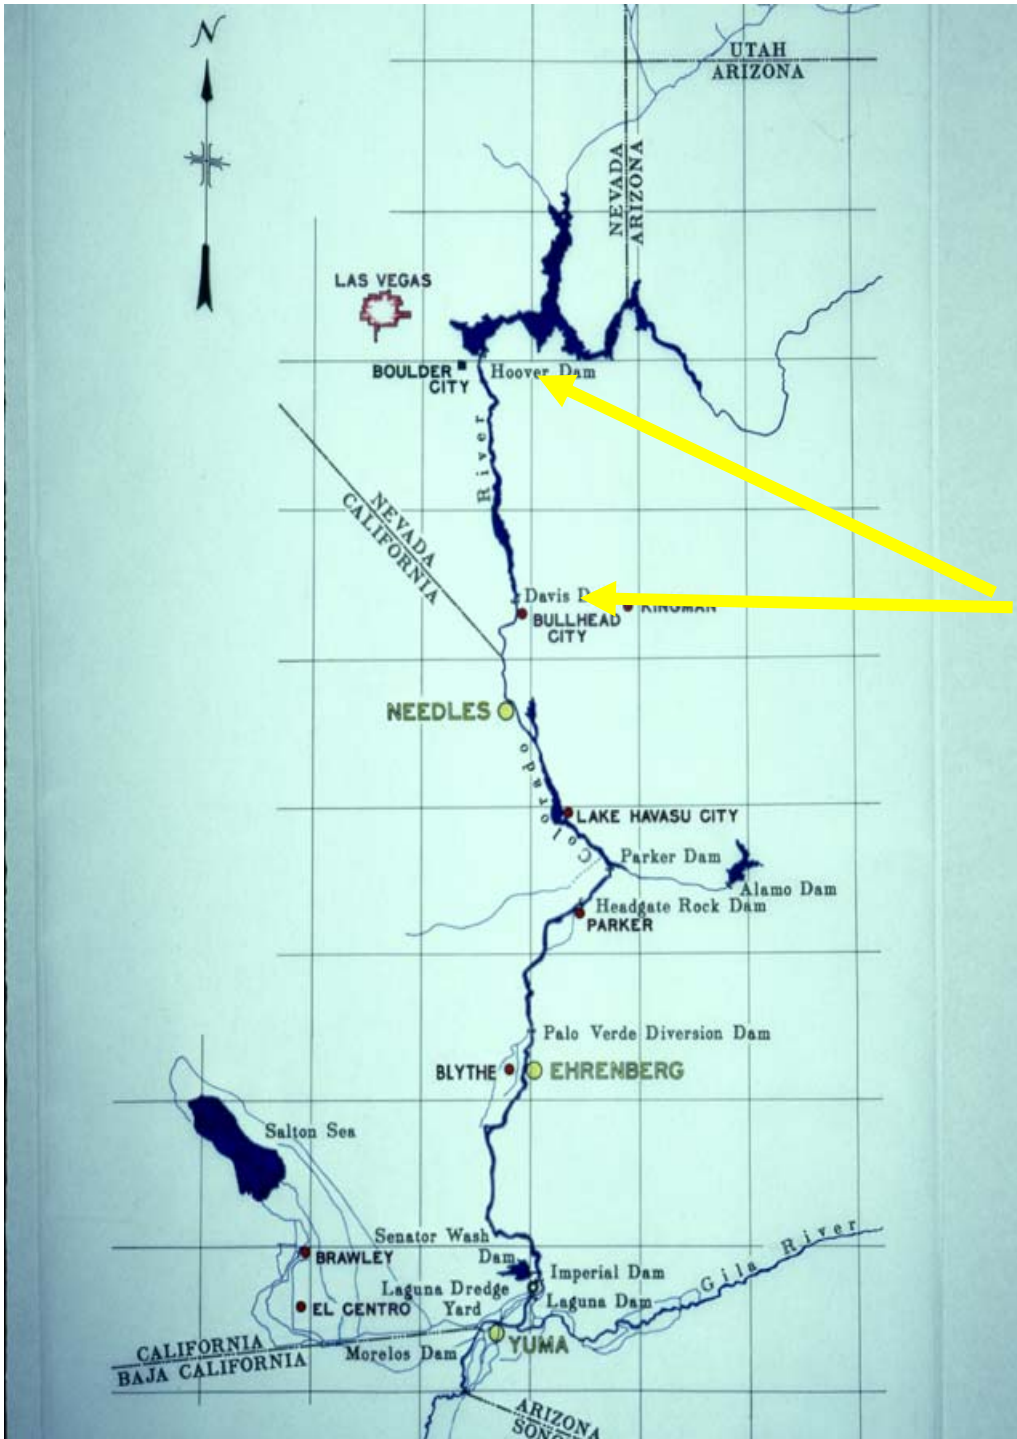 N
UTAH
ARIZONA
NEVADA
ARIZONA
LAS VEGAS
BOULDER
CITY
Hoover Dam
River
NEVADA
CALIFORNIA
Davis
KINGMAN
BULLHEAD
CITY
NEEDLES
Colorado
LAKE HAVASU CITY
Parker Dam
Alamo Dam
Headgate Rock Dam
PARKER
Palo Verde Diversion Dam
BLYTHE
EHRENBERG
Salton Sea
Senator Wash
Dam
BRAWLEY
Imperial Dam
Gila River
Laguna Dredge
Yard
Laguna Dam
EL CENTRO
CALIFORNIA
BAJA CALIFORNIA
Morelos Dam
YUMA
ARIZONA